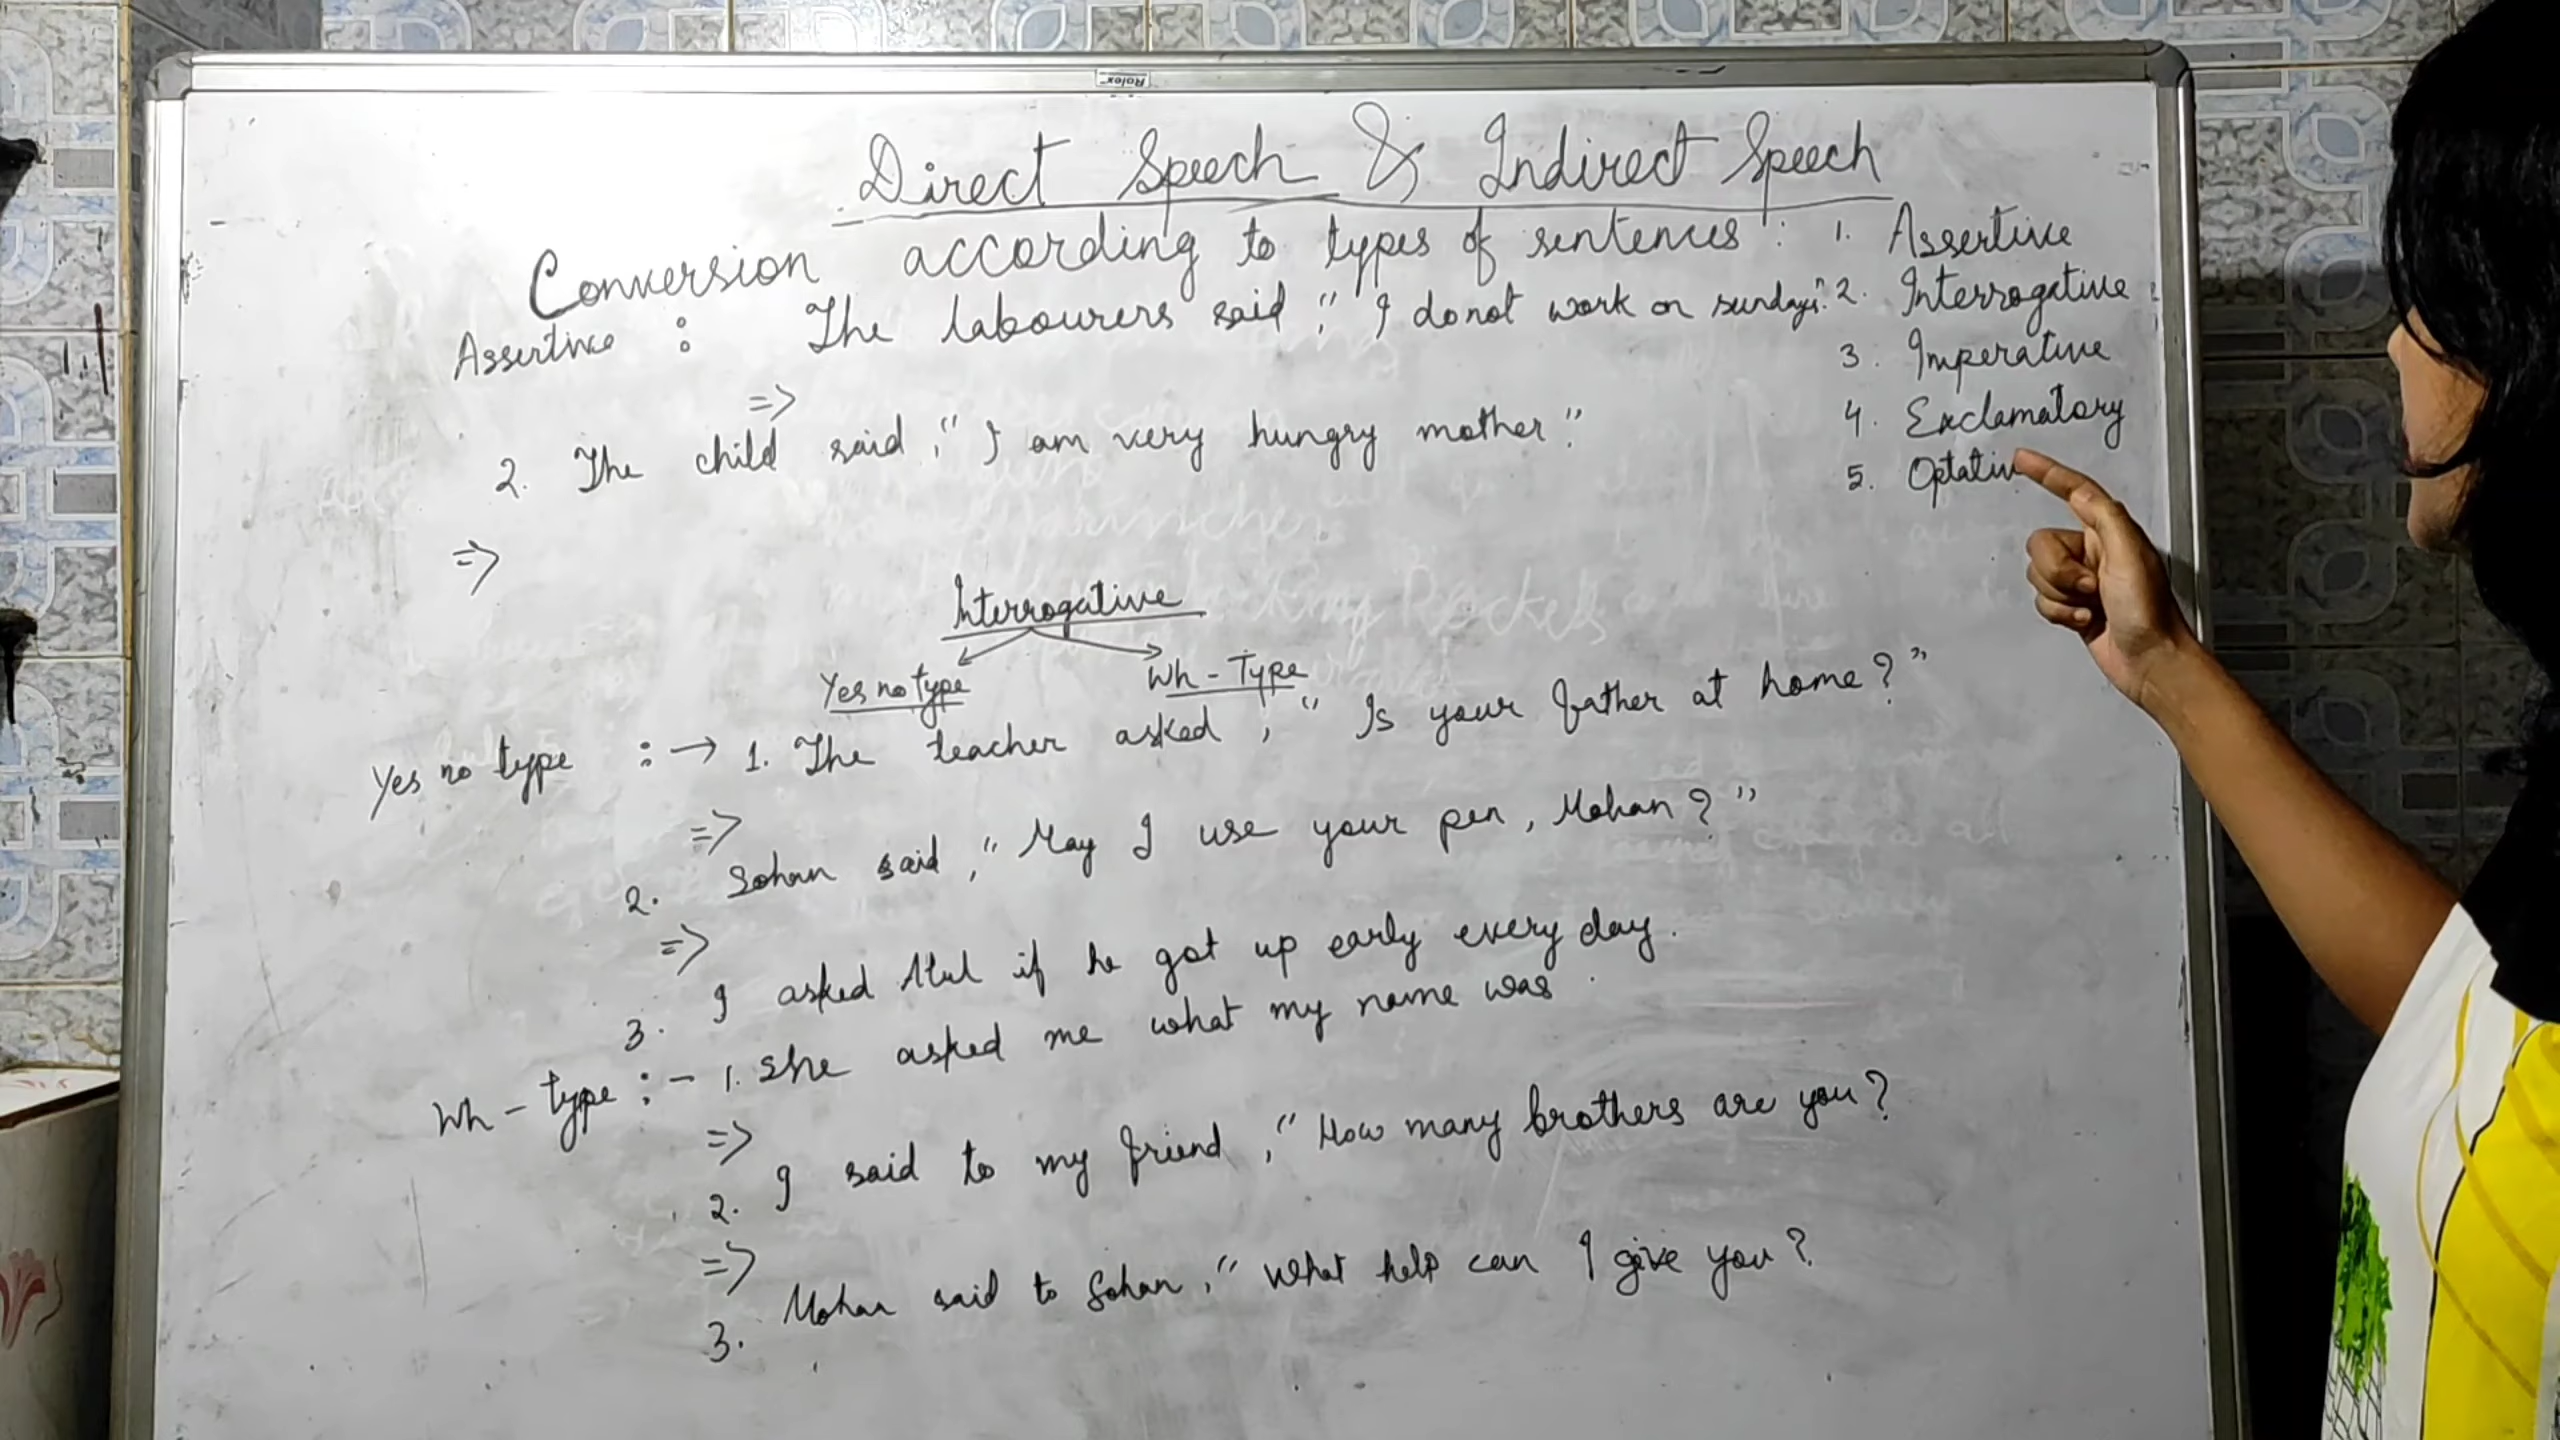 Rolex
Direct Speech & Indirect Speech
Conversion according to types of sentences : 1. Assertive
2. Interrogative
3. Imperative
4. Exclamatory
5. Optativ
Assertive : The labourers said, "I do not work on sundays."
=>
2. The child said, "I am very hungry mother."
=>
Interrogative
Yes no type Wh - Type
Yes no type : → 1. The teacher asked, "Is your father at home?"
=>
2. Sohan said, "May I use your pen, Mohan?"
=>
3. I asked Atul if he got up early every day.
Wh - type : - 1. She asked me what my name was.
=>
2. I said to my friend, "How many brothers are you?
=>
3. Mohan said to Sohan, "What help can I give you?